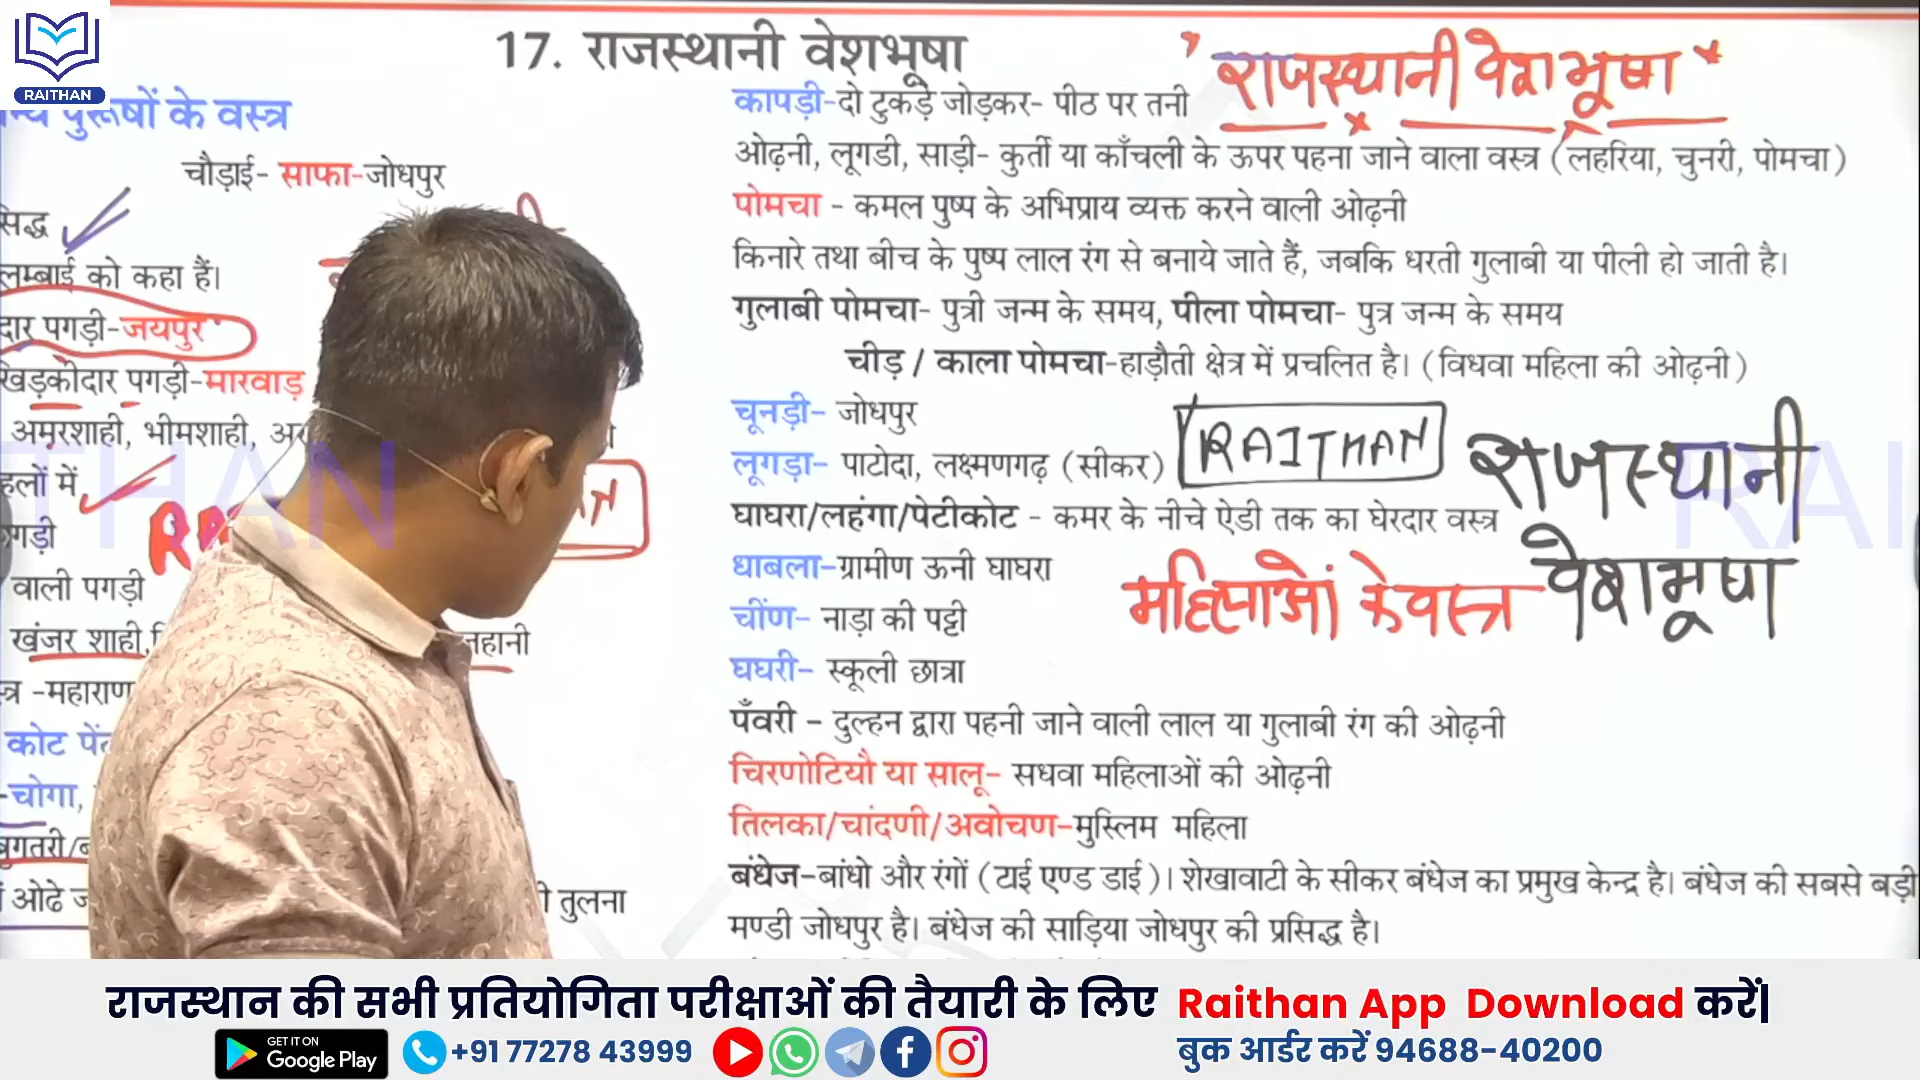 RAITHAN
17. राजस्थानी वेशभूषा
राजस्थानी वेशभूषा
पुरूषों के वस्त्र
चौड़ाई- साफा-जोधपुर
सिद्ध
लम्बाई को कहा हैं।
दार पगड़ी-जयपुर
खिड़कीदार पगड़ी-मारवाड़
अमरशाही, भीमशाही,
हलों में
गड़ी
वाली पगड़ी
खंजर शाही,
नहानी
त्र -महाराण
कोट पें
-चोगा,
बुगतरी/
ओढे
तुलना
कापड़ी-दो टुकड़े जोड़कर- पीठ पर तनी
ओढ़नी, लूगडी, साड़ी- कुर्ती या काँचली के ऊपर पहना जाने वाला वस्त्र (लहरिया, चुनरी, पोमचा)
पोमचा - कमल पुष्प के अभिप्राय व्यक्त करने वाली ओढ़नी
किनारे तथा बीच के पुष्प लाल रंग से बनाये जाते हैं, जबकि धरती गुलाबी या पीली हो जाती है।
गुलाबी पोमचा- पुत्री जन्म के समय, पीला पोमचा- पुत्र जन्म के समय
चीड़ / काला पोमचा-हाड़ौती क्षेत्र में प्रचलित है। (विधवा महिला की ओढ़नी)
चूनड़ी- जोधपुर
लूगड़ा- पाटोदा, लक्ष्मणगढ़ (सीकर)
RAITHAN
राजस्थानी
वेशभूषा
घाघरा/लहंगा/पेटीकोट - कमर के नीचे ऐडी तक का घेरदार वस्त्र
धाबला-ग्रामीण ऊनी घाघरा
महिलाओं के वस्त्र
चींण- नाड़ा की पट्टी
घघरी- स्कूली छात्रा
पँवरी - दुल्हन द्वारा पहनी जाने वाली लाल या गुलाबी रंग की ओढ़नी
चिरणोटियौ या सालू- सधवा महिलाओं की ओढ़नी
तिलका/चांदणी/अवोचण-मुस्लिम महिला
बंधेज-बांधो और रंगों (टाई एण्ड डाई)। शेखावाटी के सीकर बंधेज का प्रमुख केन्द्र है। बंधेज की सबसे बड़ी
मण्डी जोधपुर है। बंधेज की साड़िया जोधपुर की प्रसिद्ध है।
राजस्थान की सभी प्रतियोगिता परीक्षाओं की तैयारी के लिए Raithan App Download करें|
GET IT ON
Google Play
+91 77278 43999
बुक आर्डर करें 94688-40200